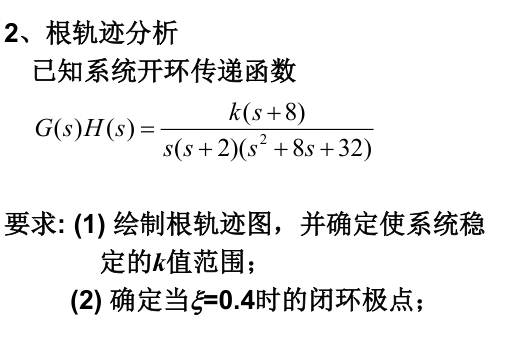 2、根轨迹分析
已知系统开环传递函数
G(s)H(s) = k(s+8) / s(s+2)(s²+8s+32)
要求: (1) 绘制根轨迹图，并确定使系统稳
定的k值范围；
(2) 确定当ξ=0.4时的闭环极点；